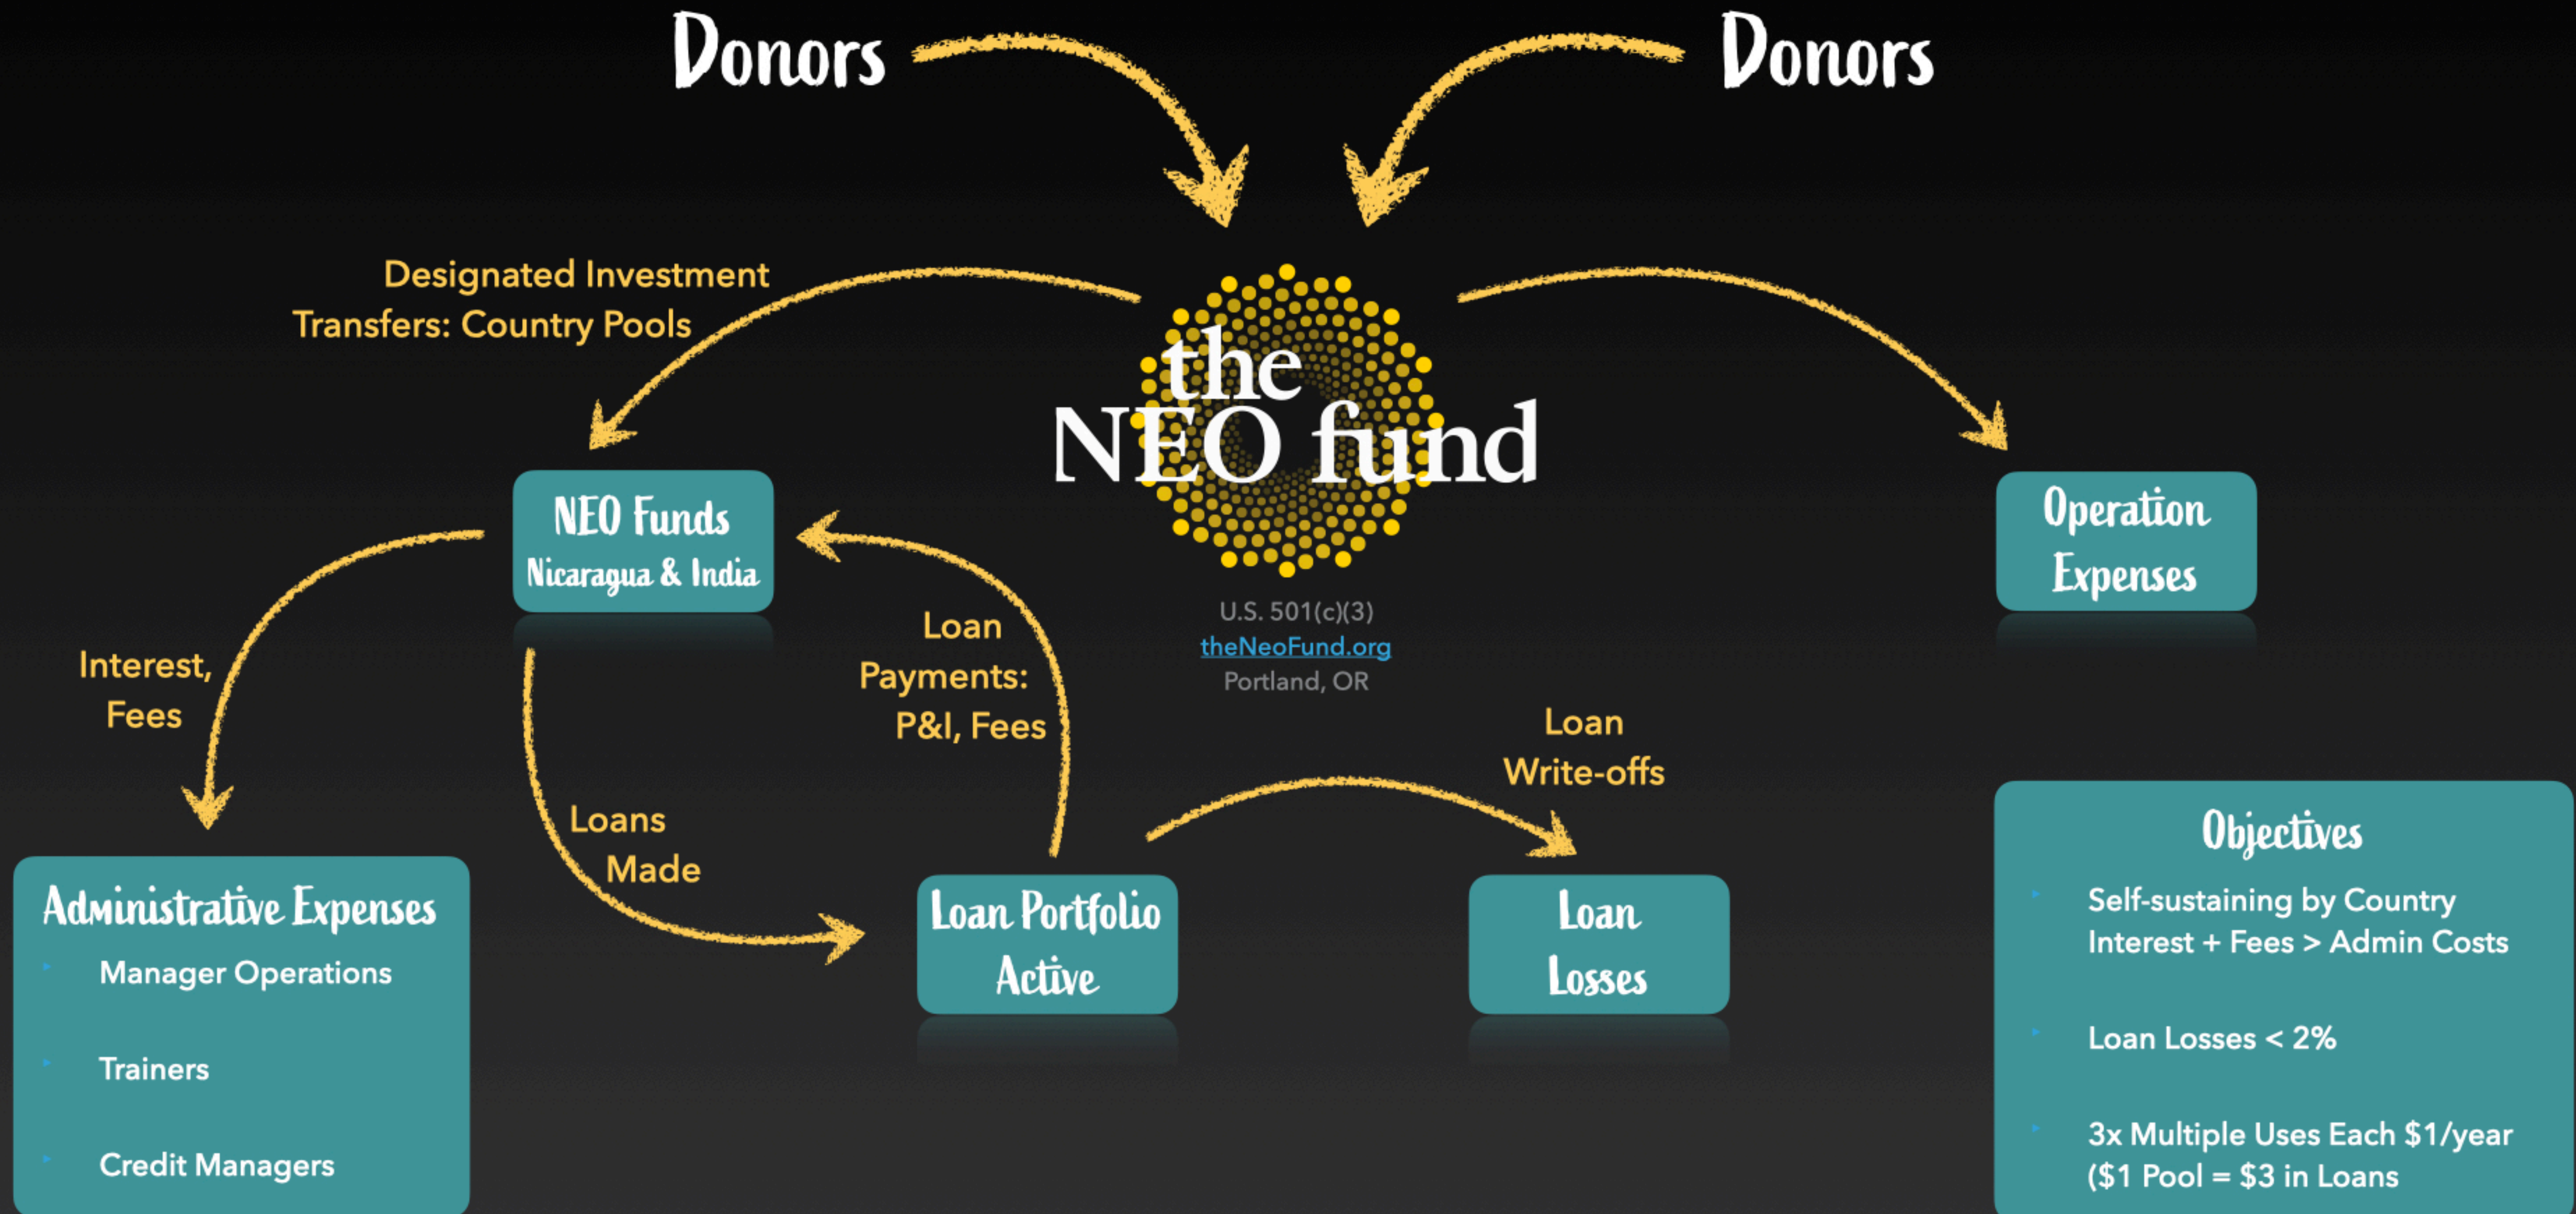 Donors
Donors
Designated Investment
Transfers: Country Pools
the
NEO fund
U.S. 501(c)(3)
theNeoFund.org
Portland, OR
NEO Funds
Nicaragua & India
Operation
Expenses
Interest,
Fees
Loan
Payments:
P&I, Fees
Loans
Made
Loan
Write-offs
Administrative Expenses
Manager Operations
Trainers
Credit Managers
Loan Portfolio
Active
Loan
Losses
Objectives
Self-sustaining by Country
Interest + Fees > Admin Costs
Loan Losses < 2%
3x Multiple Uses Each $1/year
($1 Pool = $3 in Loans